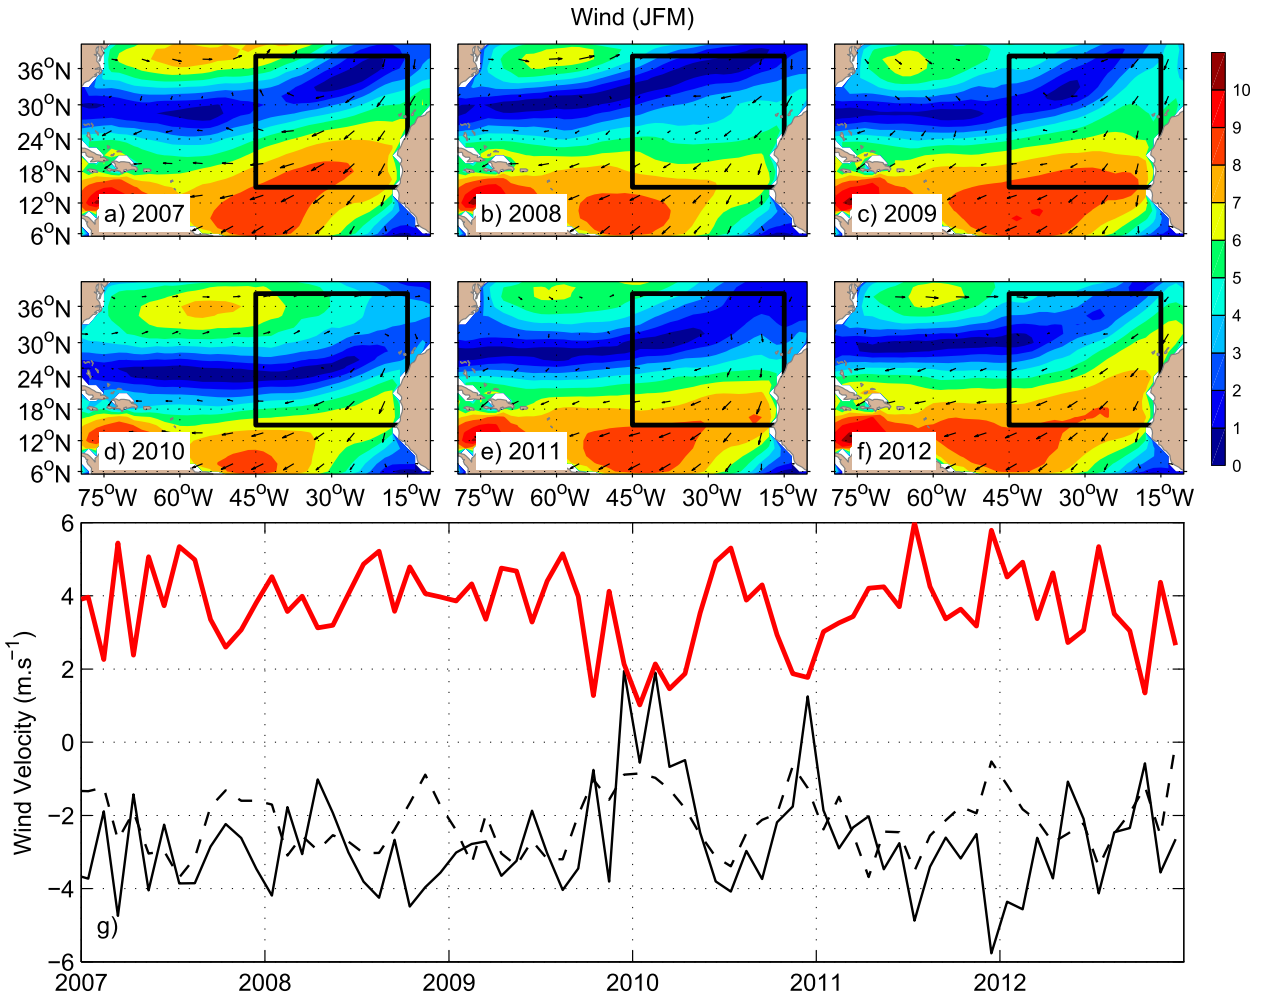 Wind (JFM)
36°N
30°N
24°N
18°N
12°N
6°N
a) 2007
b) 2008
c) 2009
10
9
8
7
6
5
4
3
2
1
0
36°N
30°N
24°N
18°N
12°N
6°N
d) 2010
e) 2011
f) 2012
75°W 60°W 45°W 30°W 15°W 75°W 60°W 45°W 30°W 15°W 75°W 60°W 45°W 30°W 15°W
Wind Velocity (m.s⁻¹)
6
4
2
0
−2
−4
−6
g)
2007 2008 2009 2010 2011 2012